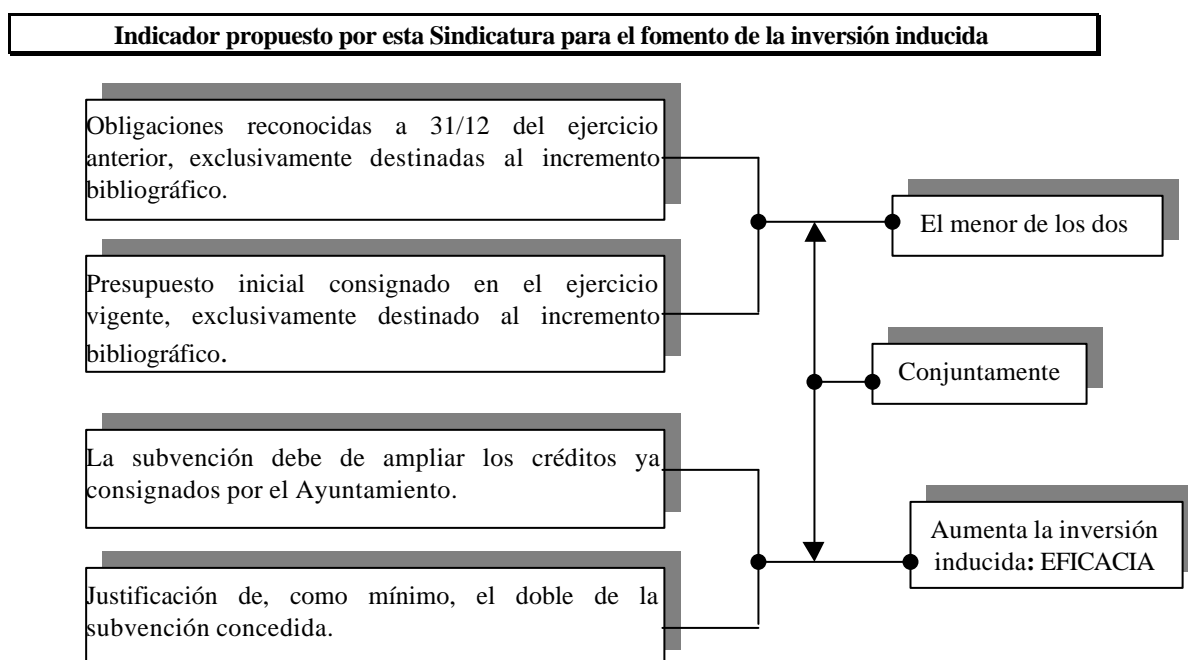 Indicador propuesto por esta Sindicatura para el fomento de la inversión inducida
Obligaciones reconocidas a 31/12 del ejercicio
anterior, exclusivamente destinadas al incremento
bibliográfico.
El menor de los dos
Presupuesto inicial consignado en el ejercicio
vigente, exclusivamente destinado al incremento
bibliográfico.
Conjuntamente
La subvención debe de ampliar los créditos ya
consignados por el Ayuntamiento.
Aumenta la inversión
inducida: EFICACIA
Justificación de, como mínimo, el doble de la
subvención concedida.